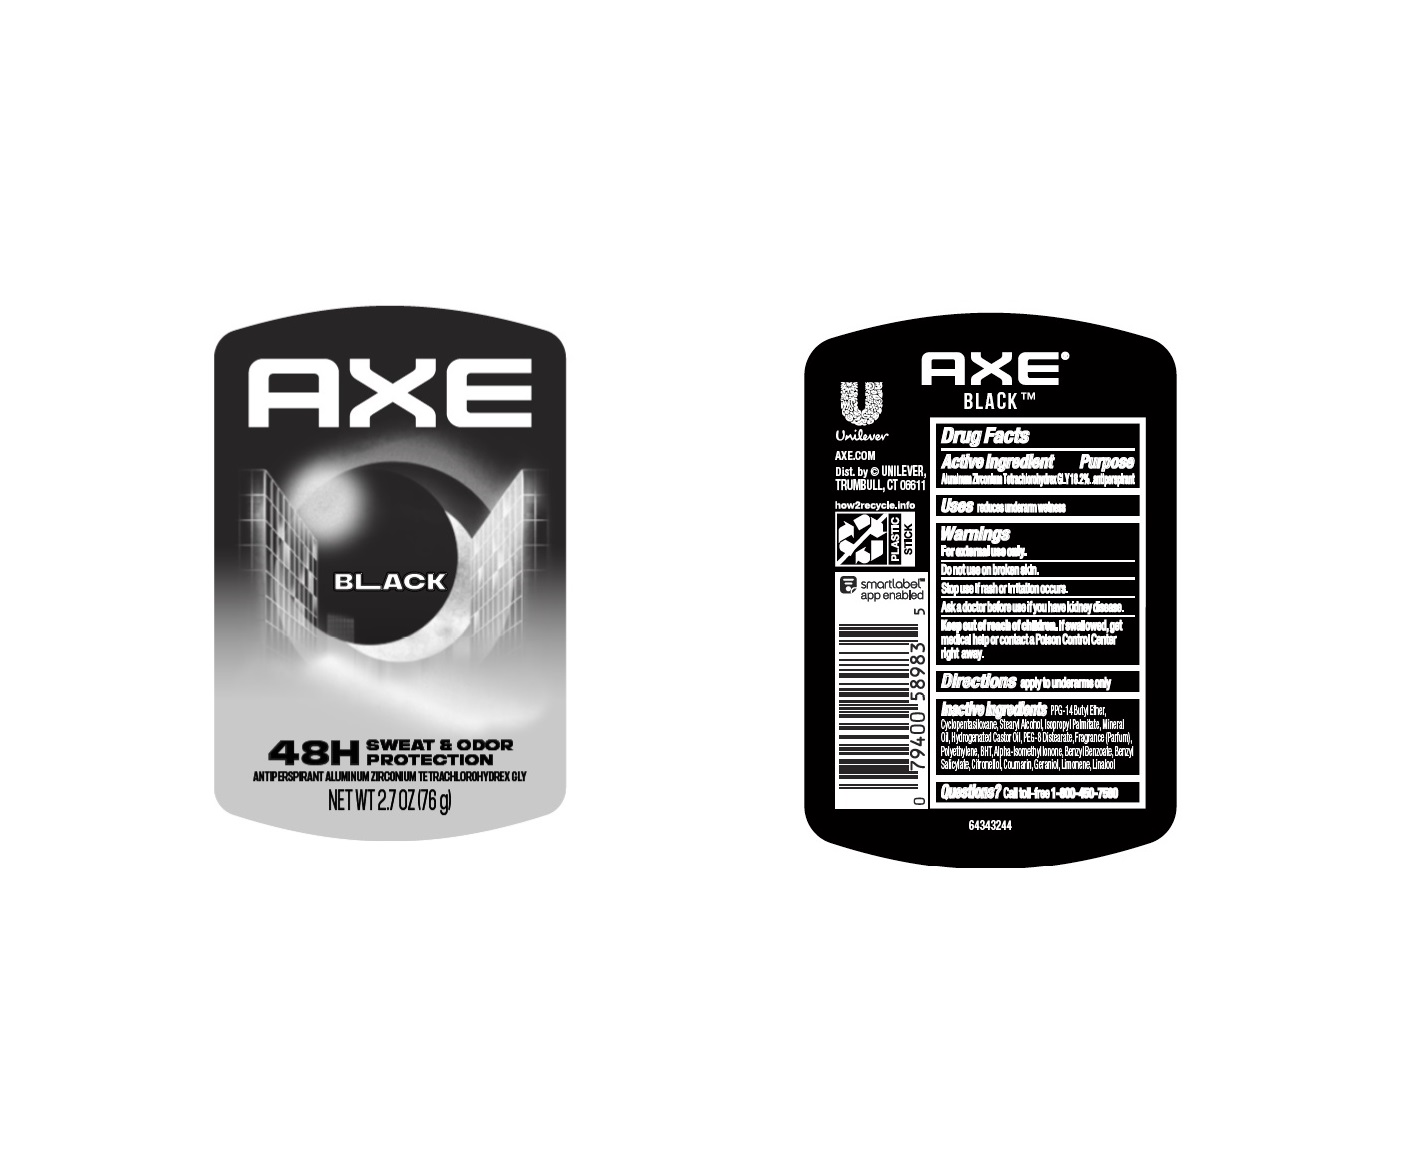 AXE
BLACK
48H SWEAT & ODOR
PROTECTION
ANTIPERSPIRANT ALUMINUM ZIRCONIUM TETRACHLOROHYDREX GLY
NET WT 2.7 OZ (76 g)
AXE®
BLACK™
Unilever
AXE.COM
Dist. by © UNILEVER,
TRUMBULL, CT 06611
how2recycle.info
PLASTIC
STICK
smartlabel™
app enabled
0 79400 58983 5
Drug Facts
Active ingredient Purpose
Aluminum Zirconium Tetrachlorohydrex GLY 18.2%. antiperspirant
Uses reduces underarm wetness
Warnings
For external use only.
Do not use on broken skin.
Stop use if rash or irritation occurs.
Ask a doctor before use if you have kidney disease.
Keep out of reach of children. If swallowed, get
medical help or contact a Poison Control Center
right away.
Directions apply to underarms only
Inactive ingredients PPG-14 Butyl Ether,
Cyclopentasiloxane, Stearyl Alcohol, Isopropyl Palmitate, Mineral
Oil, Hydrogenated Castor Oil, PEG-8 Distearate, Fragrance (Parfum),
Polyethylene, BHT, Alpha-Isomethyl Ionone, Benzyl Benzoate, Benzyl
Salicylate, Citronellol, Coumarin, Geraniol, Limonene, Linalool
Questions? Call toll-free 1-800-450-7580
64343244